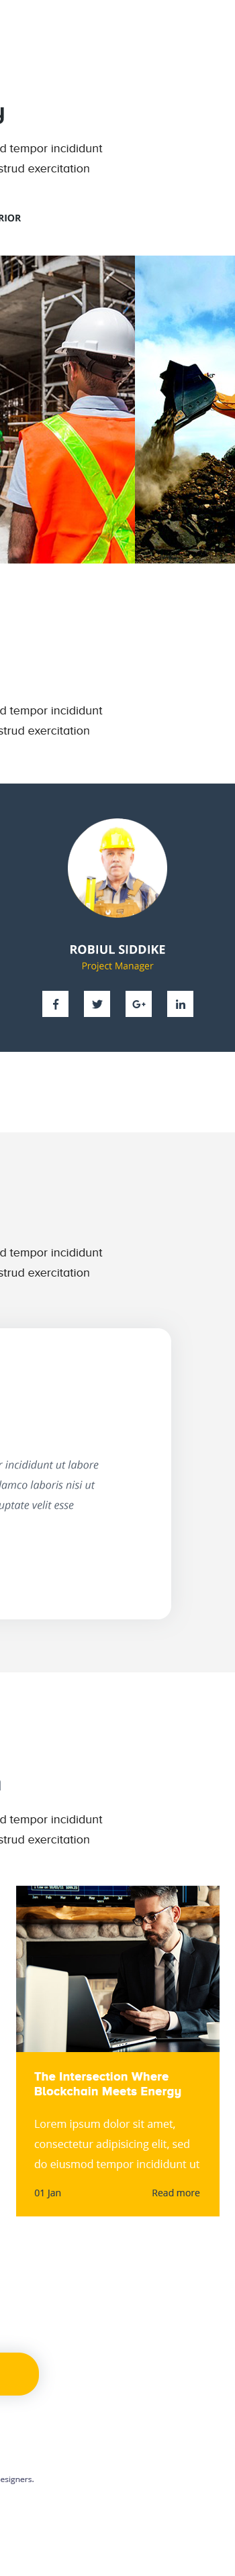 y
d tempor incididunt
strud exercitation
RIOR
d tempor incididunt
strud exercitation
ROBIUL SIDDIKE
Project Manager
G+
in
d tempor incididunt
strud exercitation
r incididunt ut labore
lamco laboris nisi ut
uptate velit esse
d tempor incididunt
strud exercitation
The Intersection Where
Blockchain Meets Energy
Lorem ipsum dolor sit amet,
consectetur adipisicing elit, sed
do eiusmod tempor incididunt ut
01 Jan Read more
esigners.